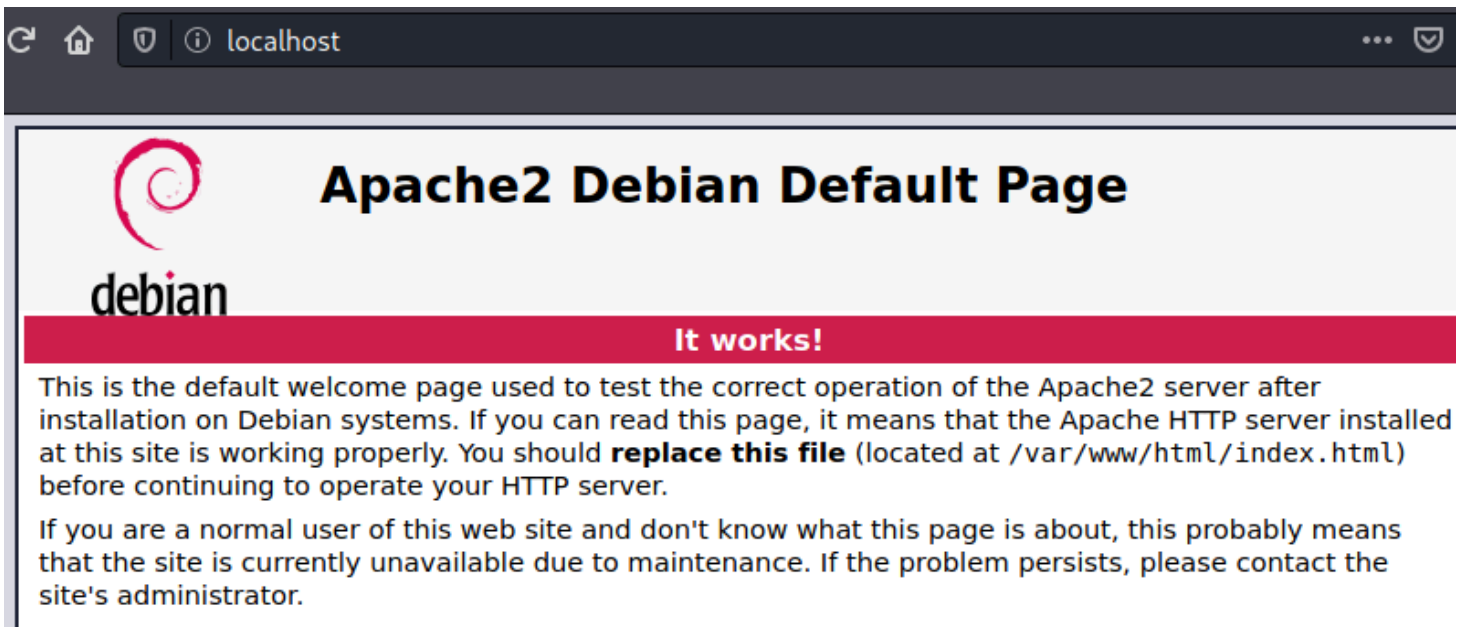 localhost
Apache2 Debian Default Page
debian
It works!
This is the default welcome page used to test the correct operation of the Apache2 server after
installation on Debian systems. If you can read this page, it means that the Apache HTTP server installed
at this site is working properly. You should replace this file (located at /var/www/html/index.html)
before continuing to operate your HTTP server.
If you are a normal user of this web site and don't know what this page is about, this probably means
that the site is currently unavailable due to maintenance. If the problem persists, please contact the
site's administrator.